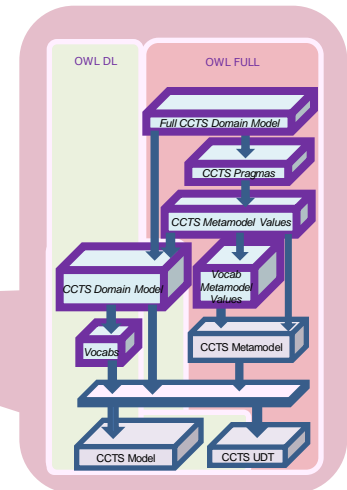 OWL DL
OWL FULL
Full CCTS Domain Model
CCTS Pragmas
CCTS Metamodel Values
CCTS Domain Model
Vocab
Metamodel
Values
Vocabs
CCTS Metamodel
CCTS Model
CCTS UDT